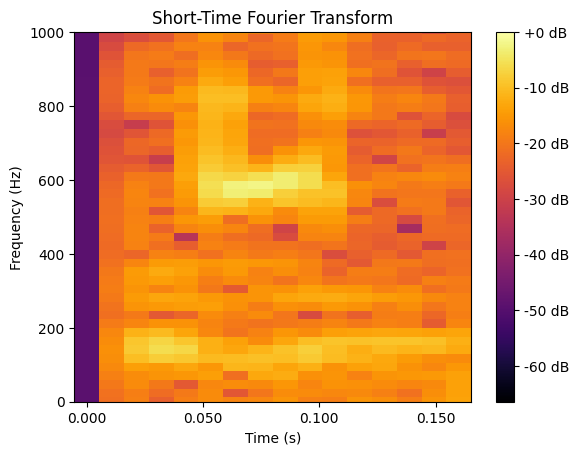 Short-Time Fourier Transform
Frequency (Hz)
1000
800
600
400
200
0
0.000
0.050
0.100
0.150
Time (s)
+0 dB
-10 dB
-20 dB
-30 dB
-40 dB
-50 dB
-60 dB